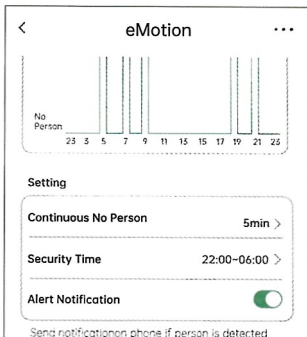 eMotion
No
Person
23 3 5 7 9 11 13 15 17 19 21 23
Setting
Continuous No Person 5min >
Security Time 22:00~06:00 >
Alert Notification
Send notificationon phone if person is detected